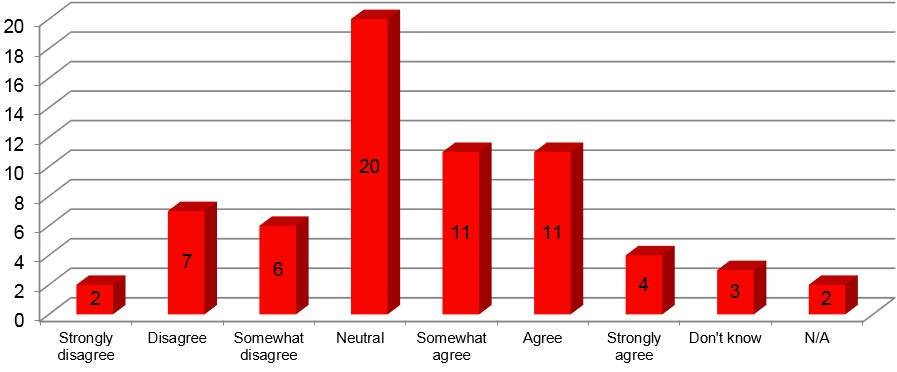 20
18
16
14
12
10
8
6
4
2
0
2
7
6
20
11
11
4
3
2
Strongly
disagree
Disagree
Somewhat
disagree
Neutral
Somewhat
agree
Agree
Strongly
agree
Don't know
N/A